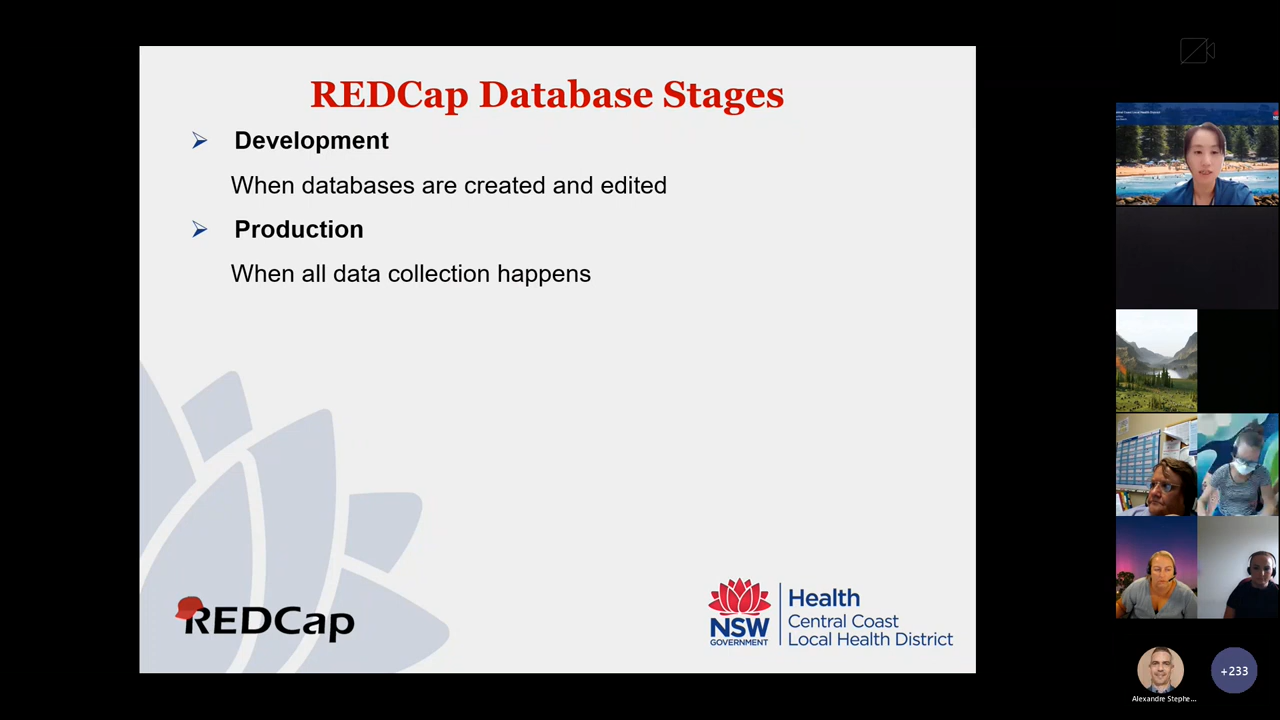 REDCap Database Stages
Development
When databases are created and edited
Production
When all data collection happens
REDCap
NSW
GOVERNMENT
Health
Central Coast
Local Health District
Alexandre Stephe...
+233